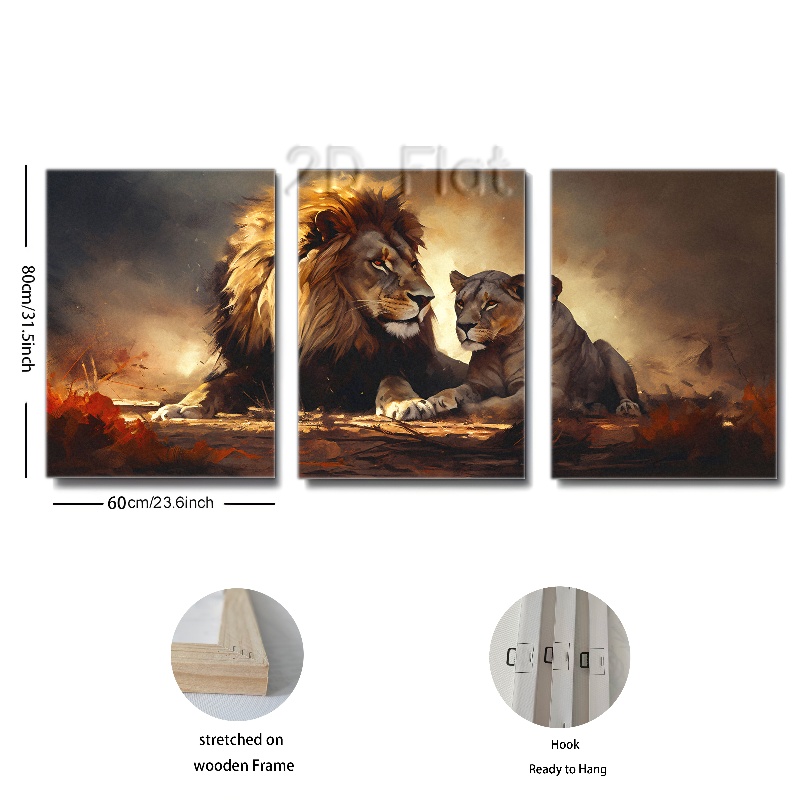 2D Flat
80cm/31.5inch
60cm/23.6inch
stretched on
wooden Frame
Hook
Ready to Hang